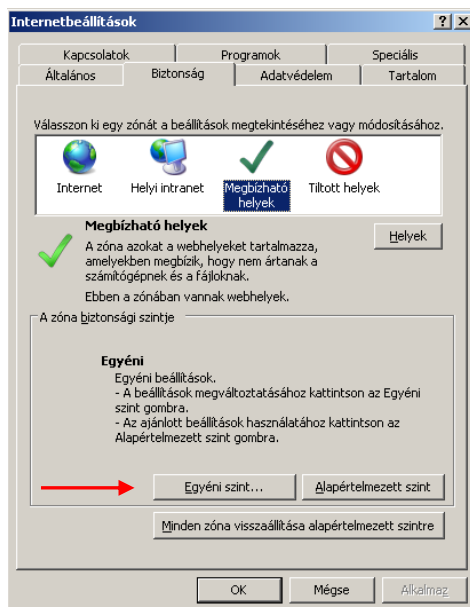 Internetbeállítások
Kapcsolatok Programok Speciális
Általános Biztonság Adatvédelem Tartalom
Válasszon ki egy zónát a beállítások megtekintéséhez vagy módosításához.
Internet Helyi intranet Megbízható helyek Tiltott helyek
Megbízható helyek
Helyek
A zóna azokat a webhelyeket tartalmazza,
amelyekben megbízik, hogy nem ártanak a
számítógépnek és a fájloknak.
Ebben a zónában vannak webhelyek.
A zóna biztonsági szintje
Egyéni
Egyéni beállítások.
- A beállítások megváltoztatásához kattintson az Egyéni
szint gombra.
- Az ajánlott beállítások használatához kattintson az
Alapértelmezett szint gombra.
Egyéni szint... Alapértelmezett szint
Minden zóna visszaállítása alapértelmezett szintre
OK Mégse Alkalmaz